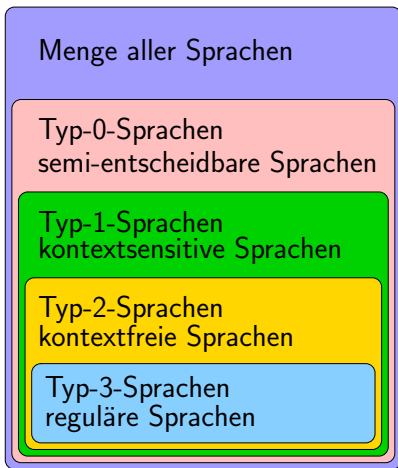 Menge aller Sprachen
Typ-0-Sprachen
semi-entscheidbare Sprachen
Typ-1-Sprachen
kontextsensitive Sprachen
Typ-2-Sprachen
kontextfreie Sprachen
Typ-3-Sprachen
reguläre Sprachen